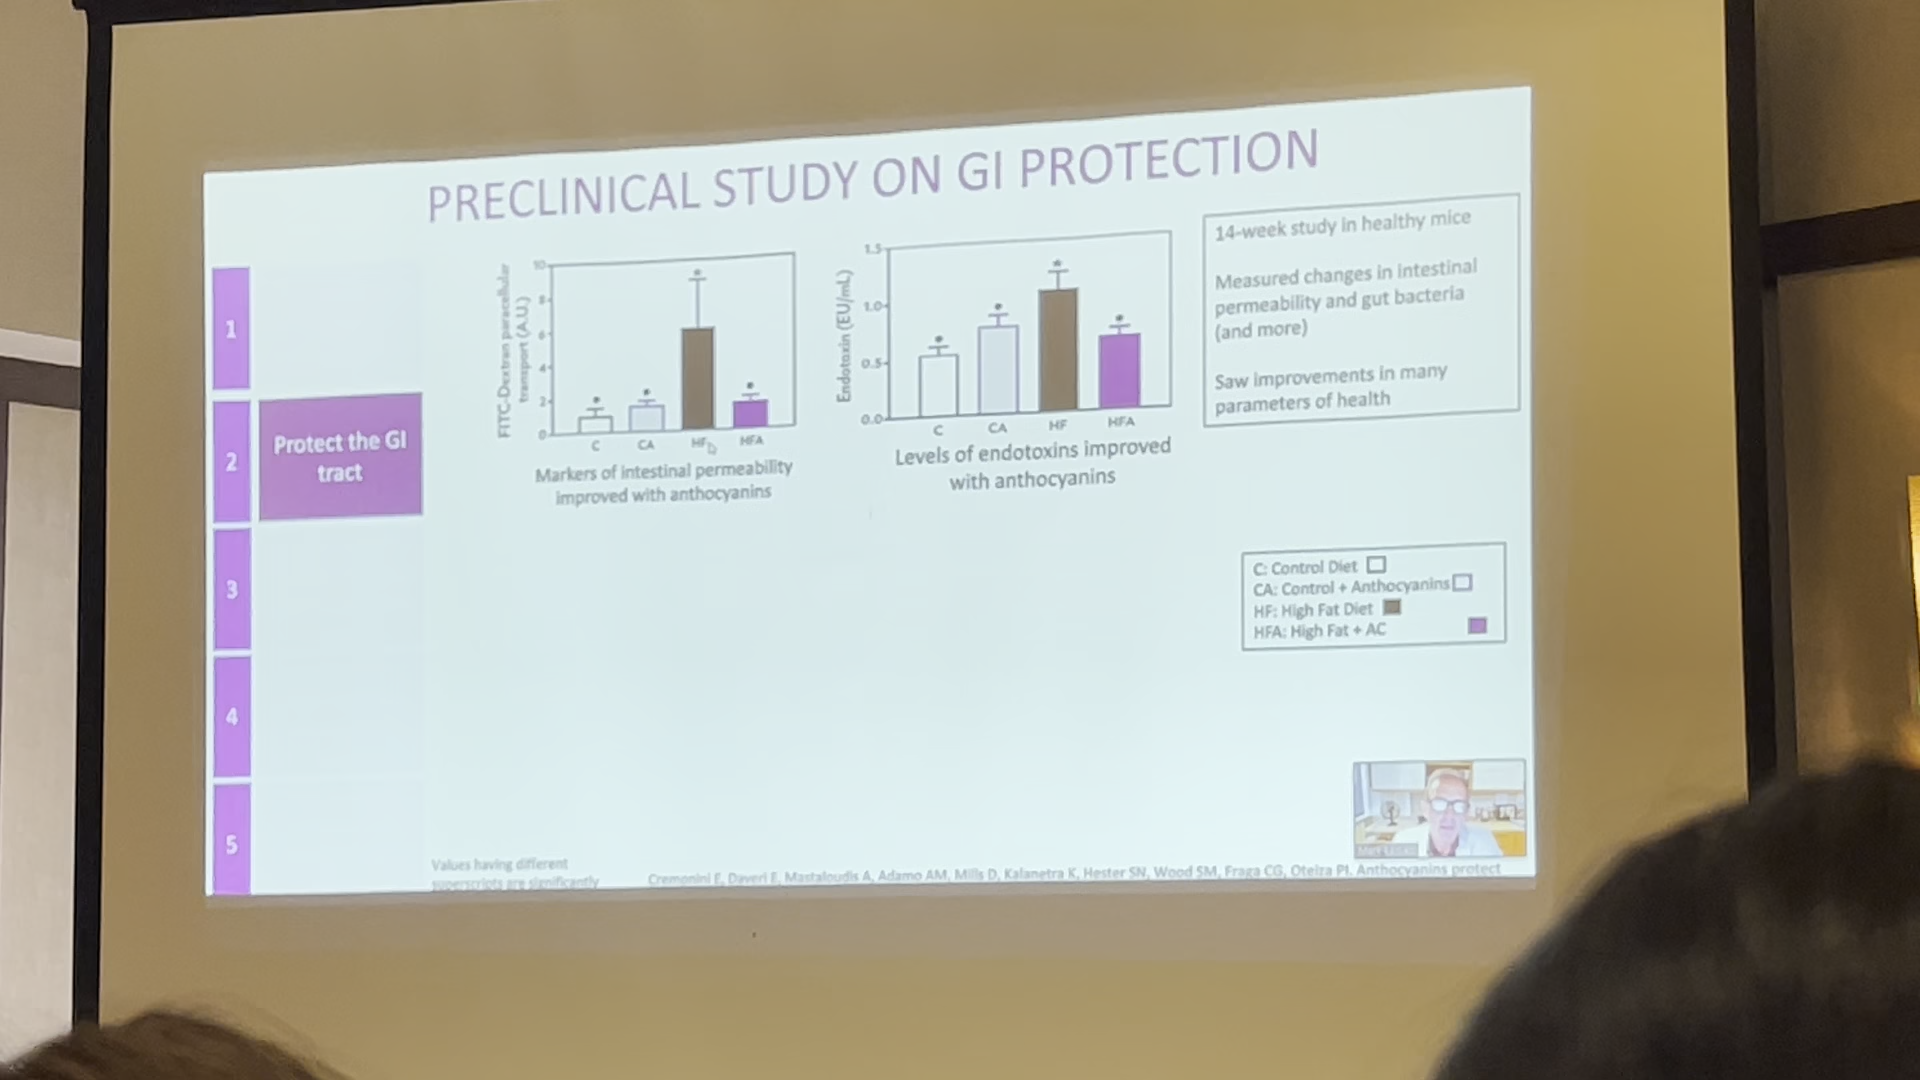 PRECLINICAL STUDY ON GI PROTECTION
1
2
3
4
5
Protect the GI
tract
FITC-Dextran paracellular
transport (A.U.)
10
8
6
4
2
0
C
CA
HF
HFA
Markers of intestinal permeability
improved with anthocyanins
Endotoxin (EU/mL)
1.5
1.0
0.5
0.0
C
CA
HF
HFA
Levels of endotoxins improved
with anthocyanins
14-week study in healthy mice
Measured changes in intestinal
permeability and gut bacteria
(and more)
Saw improvements in many
parameters of health
C: Control Diet
CA: Control + Anthocyanins
HF: High Fat Diet
HFA: High Fat + AC
Values having different
superscripts are significantly
Cremonini E, Daveri E, Mastaloudis A, Adamo AM, Mills D, Kalanetra K, Hester SN, Wood SM, Fraga CG, Oteiza PI. Anthocyanins protect